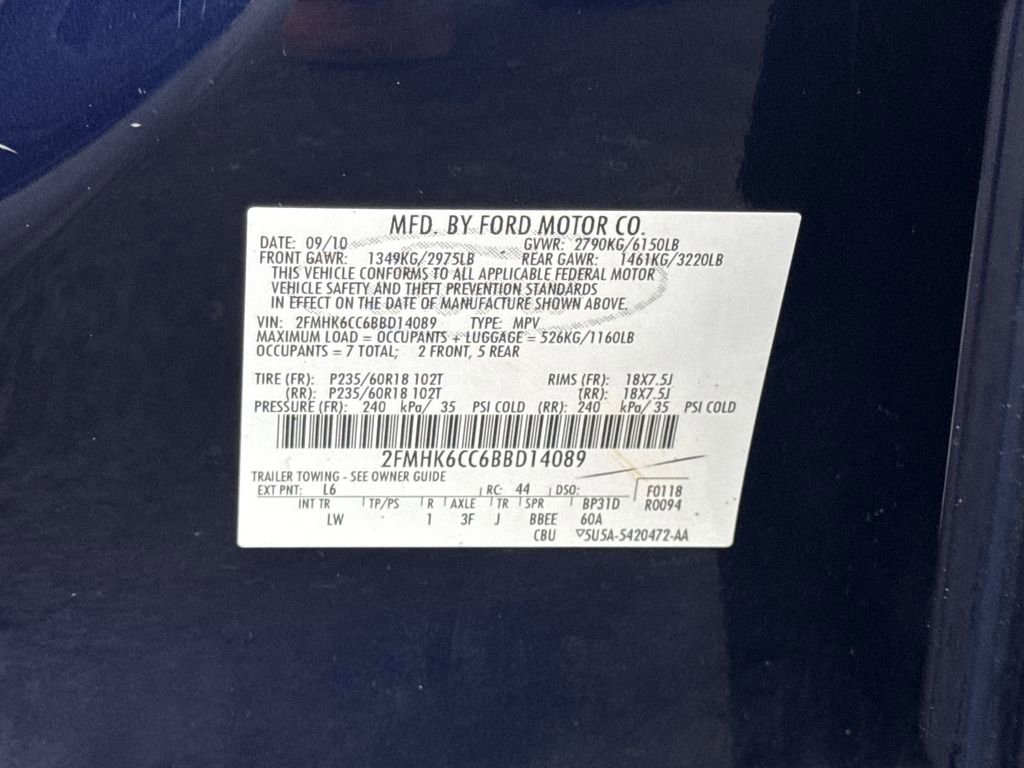 MFD. BY FORD MOTOR CO.
DATE: 09/10 GVWR: 2790KG/6150LB
FRONT GAWR: 1349KG/2975LB REAR GAWR: 1461KG/3220LB
THIS VEHICLE CONFORMS TO ALL APPLICABLE FEDERAL MOTOR
VEHICLE SAFETY AND THEFT PREVENTION STANDARDS
IN EFFECT ON THE DATE OF MANUFACTURE SHOWN ABOVE.
VIN: 2FMHK6CC6BBD14089 TYPE: MPV
MAXIMUM LOAD = OCCUPANTS + LUGGAGE = 526KG/1160LB
OCCUPANTS = 7 TOTAL; 2 FRONT, 5 REAR
TIRE (FR): P235/60R18 102T RIMS (FR): 18X7.5J
(RR): P235/60R18 102T (RR): 18X7.5J
PRESSURE (FR): 240 kPa/ 35 PSI COLD (RR): 240 kPa/ 35 PSI COLD
2FMHK6CC6BBD14089
TRAILER TOWING - SEE OWNER GUIDE
EXT PNT: L6 RC: 44 DSO: F0118
INT TR TP/PS R AXLE TR SPR BP31D R0094
LW 1 3F J BBEE 60A
CBU ▽5U5A-5420472-AA